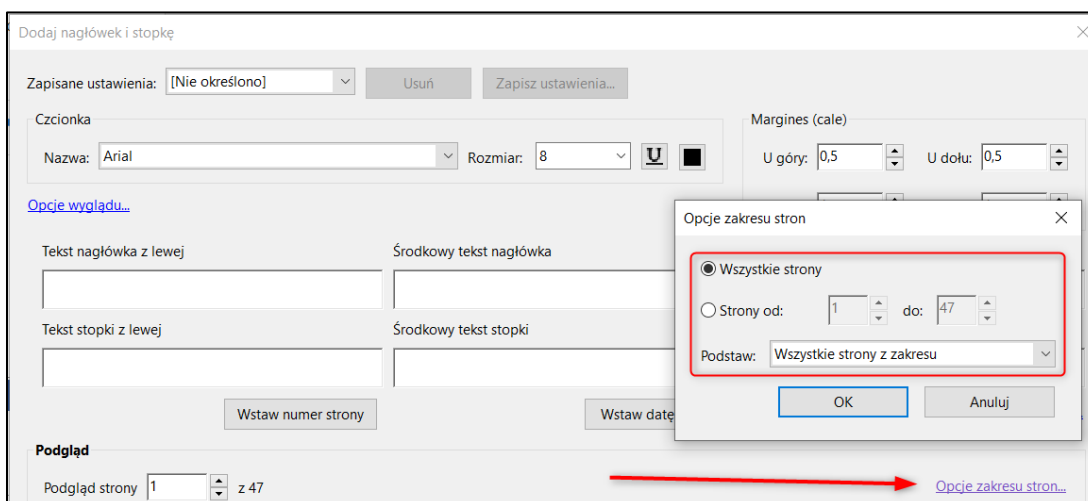 Dodaj nagłówek i stopkę
Zapisane ustawienia: [Nie określono] Usuń Zapisz ustawienia...
Czcionka
Nazwa: Arial Rozmiar: 8 U
Margines (cale)
U góry: 0,5 U dołu: 0,5
Opcje wyglądu...
Tekst nagłówka z lewej Środkowy tekst nagłówka
Tekst stopki z lewej Środkowy tekst stopki
Wstaw numer strony Wstaw datę
Opcje zakresu stron
Wszystkie strony
Strony od: 1 do: 47
Podstaw: Wszystkie strony z zakresu
OK Anuluj
Podgląd
Podgląd strony 1 z 47 Opcje zakresu stron...